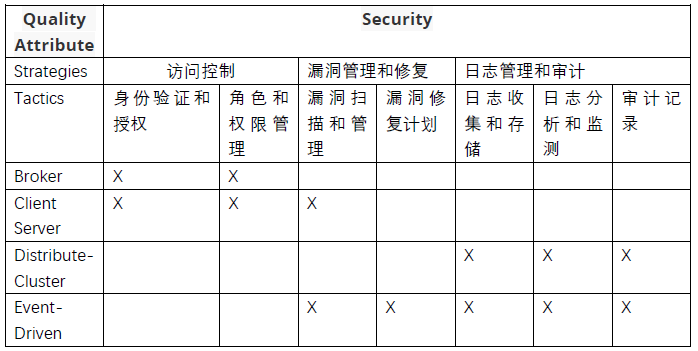 Quality Attribute Security
Strategies 访问控制 漏洞管理和修复 日志管理和审计
Tactics 身份验证和授权 角色和权限管理 漏洞扫描和管理 漏洞修复计划 日志收集和存储 日志分析和监测 审计记录
Broker X X
Client Server X X X
Distribute-Cluster X X X
Event-Driven X X X X X